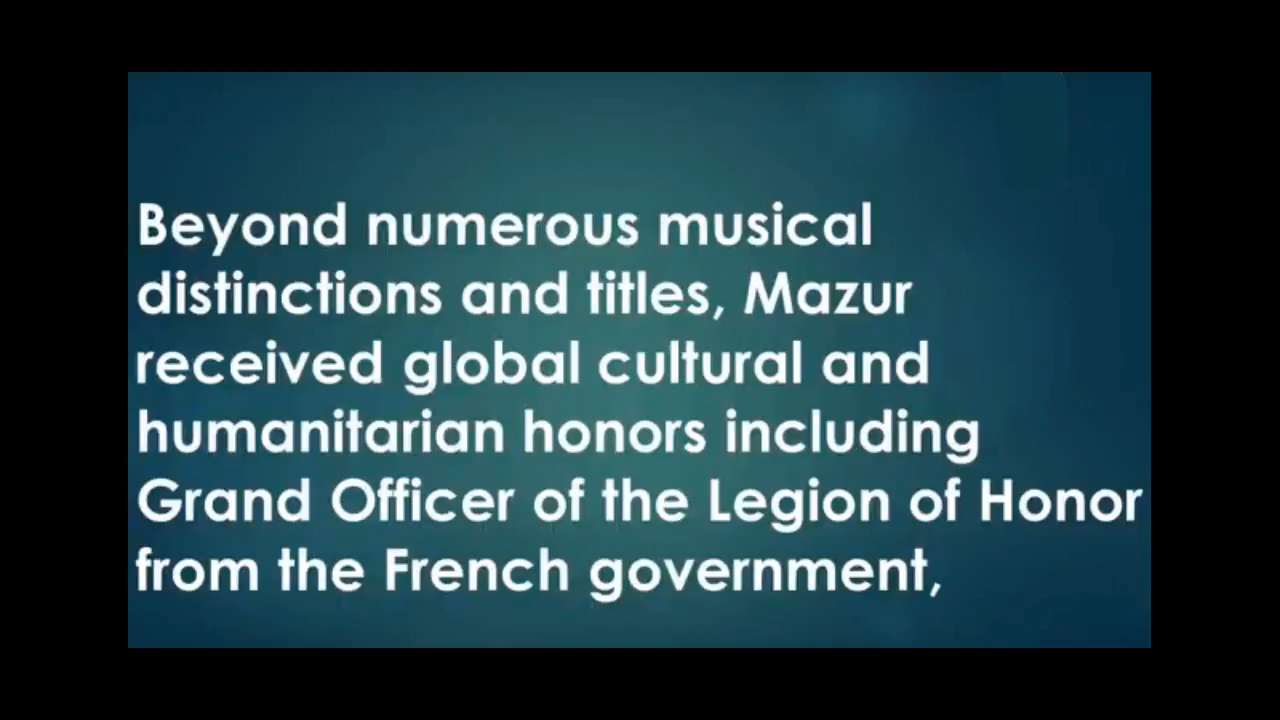 Beyond numerous musical
distinctions and titles, Mazur
received global cultural and
humanitarian honors including
Grand Officer of the Legion of Honor
from the French government,